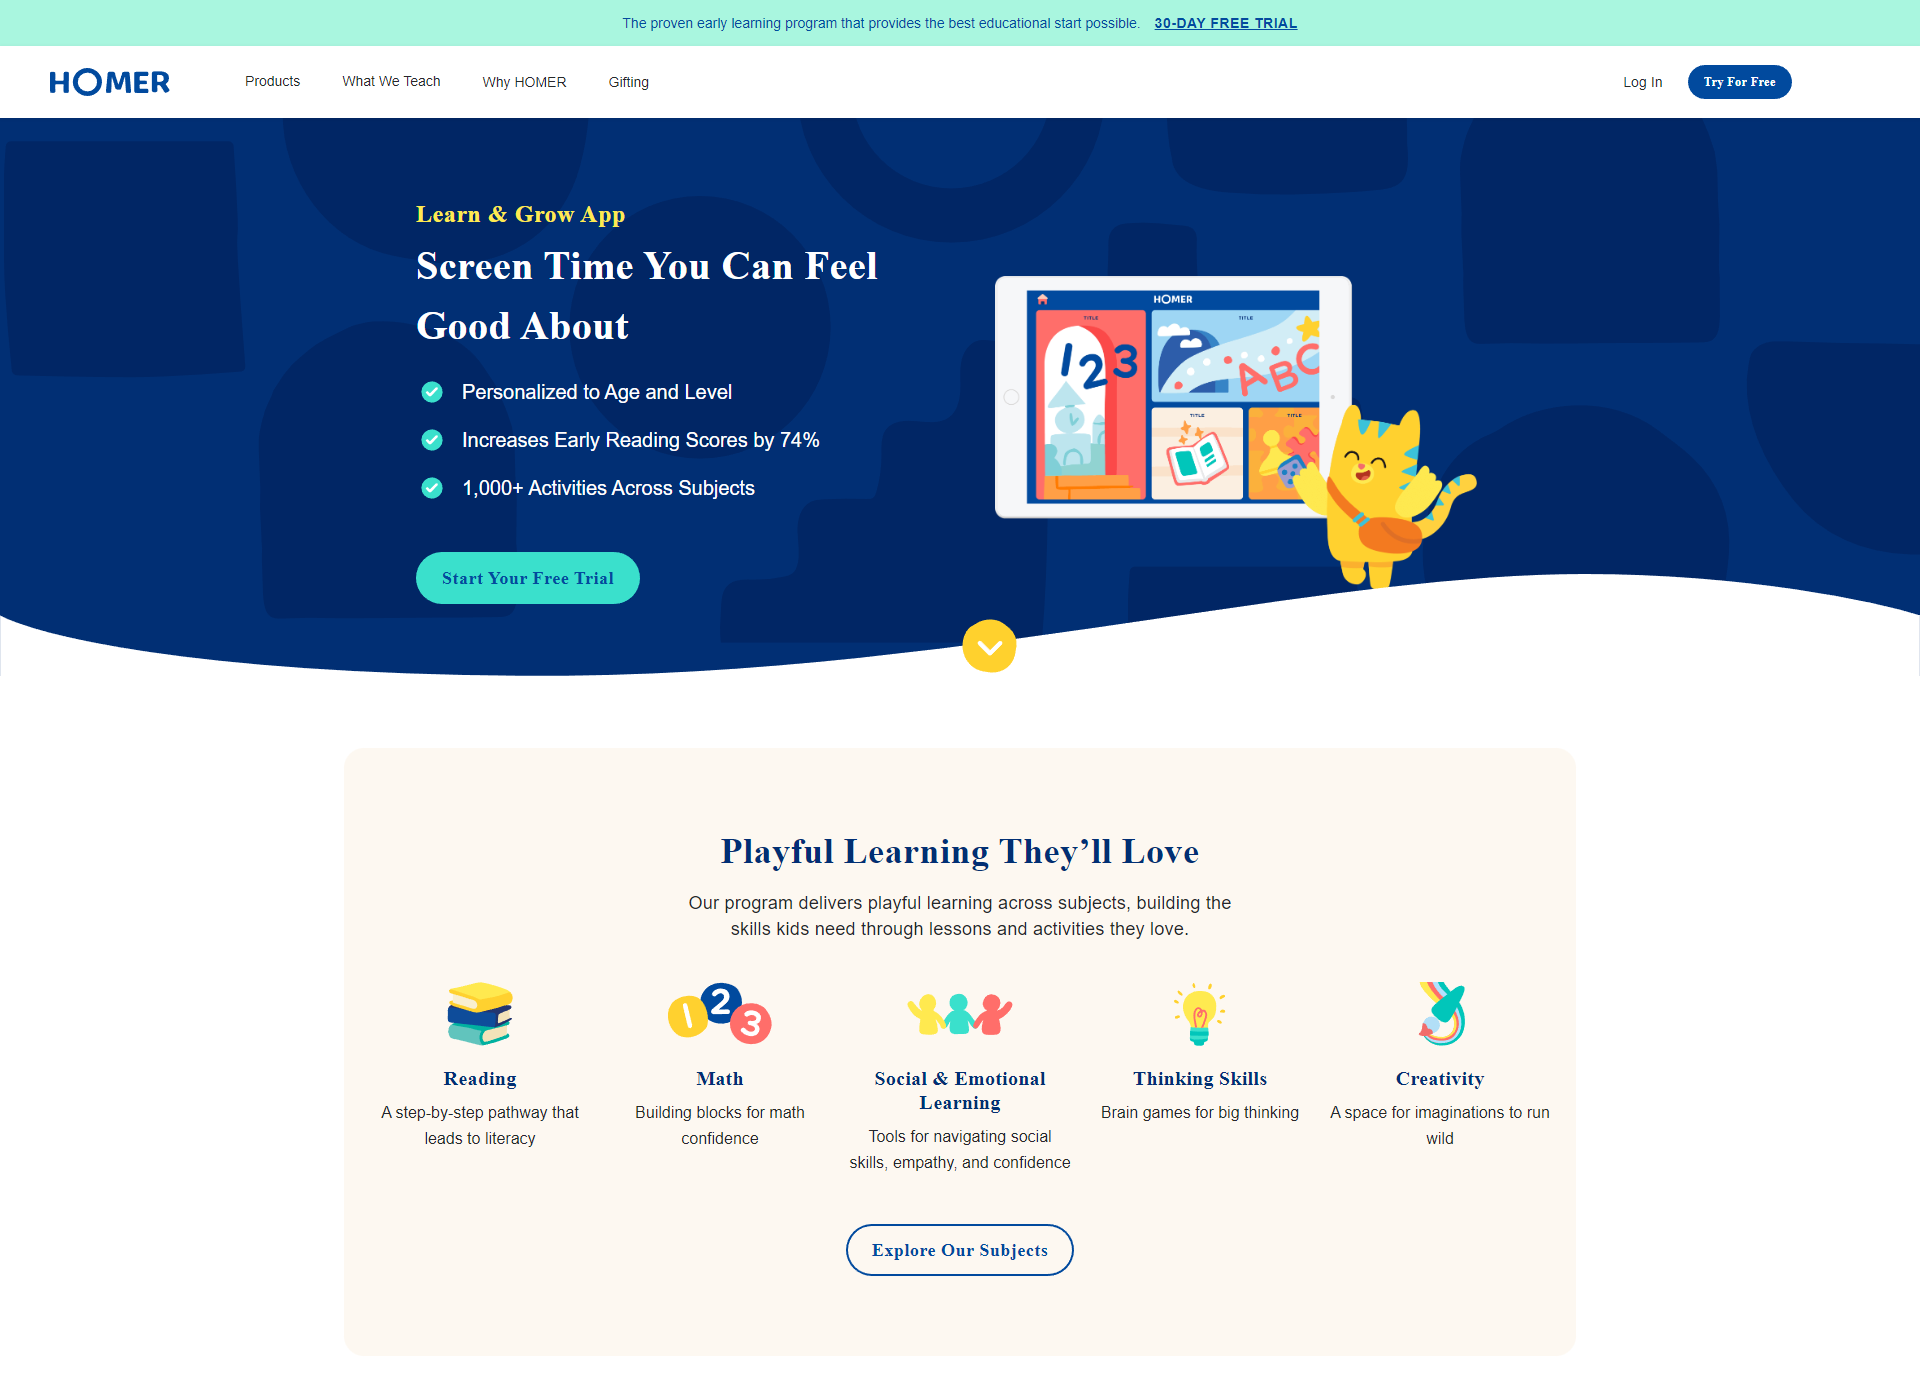 The proven early learning program that provides the best educational start possible. 30-DAY FREE TRIAL
HOMER
Products
What We Teach
Why HOMER
Gifting
Log In
Try For Free
Learn & Grow App
Screen Time You Can Feel
Good About
Personalized to Age and Level
Increases Early Reading Scores by 74%
1,000+ Activities Across Subjects
Start Your Free Trial
HOMER
TITLE
TITLE
123
ABC
TITLE
TITLE
Playful Learning They’ll Love
Our program delivers playful learning across subjects, building the
skills kids need through lessons and activities they love.
1 2 3
Reading
A step-by-step pathway that
leads to literacy
Math
Building blocks for math
confidence
Social & Emotional
Learning
Tools for navigating social
skills, empathy, and confidence
Thinking Skills
Brain games for big thinking
Creativity
A space for imaginations to run
wild
Explore Our Subjects